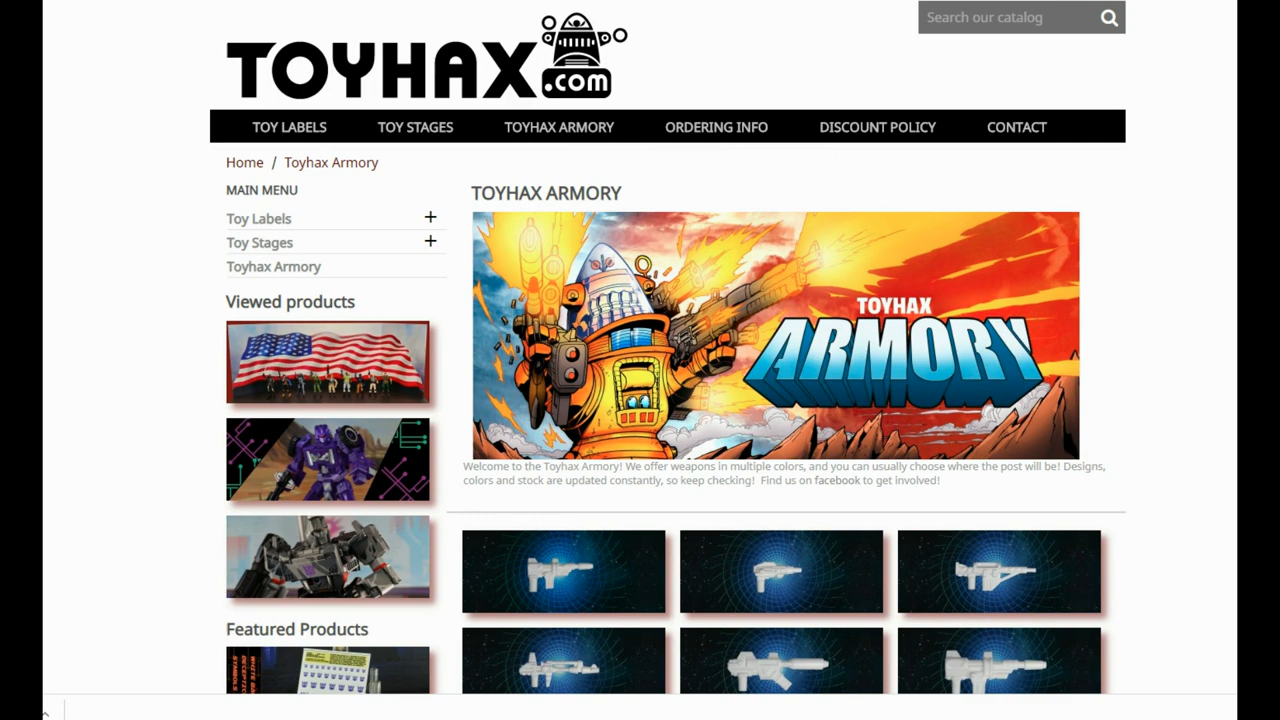 Search our catalog
TOYHAX.com
TOY LABELS
TOY STAGES
TOYHAX ARMORY
ORDERING INFO
DISCOUNT POLICY
CONTACT
Home / Toyhax Armory
MAIN MENU
Toy Labels +
Toy Stages +
Toyhax Armory
Viewed products
Featured Products
TOYHAX ARMORY
TOYHAX
ARMORY
Welcome to the Toyhax Armory! We offer weapons in multiple colors, and you can usually choose where the post will be! Designs,
colors and stock are updated constantly, so keep checking! Find us on facebook to get involved!